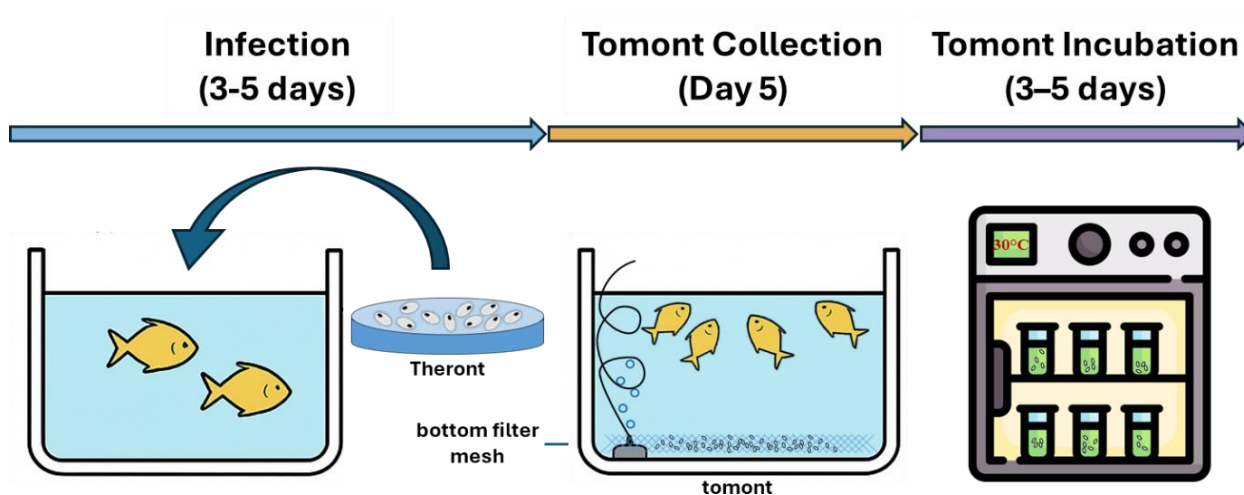 Infection
(3-5 days)
Tomont Collection
(Day 5)
Tomont Incubation
(3–5 days)
30°C
Theront
bottom filter
mesh
tomont